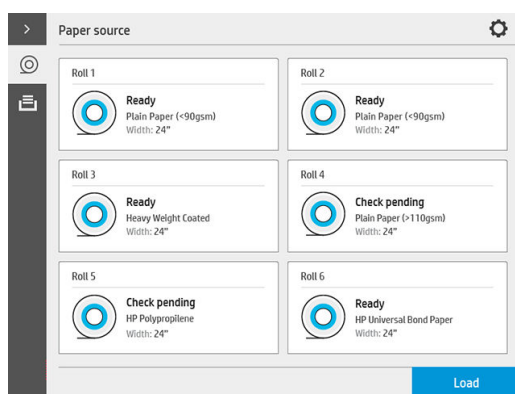 Paper source
Roll 1
Ready
Plain Paper (<90gsm)
Width: 24"
Roll 2
Ready
Plain Paper (<90gsm)
Width: 24"
Roll 3
Ready
Heavy Weight Coated
Width: 24"
Roll 4
Check pending
Plain Paper (>110gsm)
Width: 24"
Roll 5
Check pending
HP Polypropilene
Width: 24"
Roll 6
Ready
HP Universal Bond Paper
Width: 24"
Load